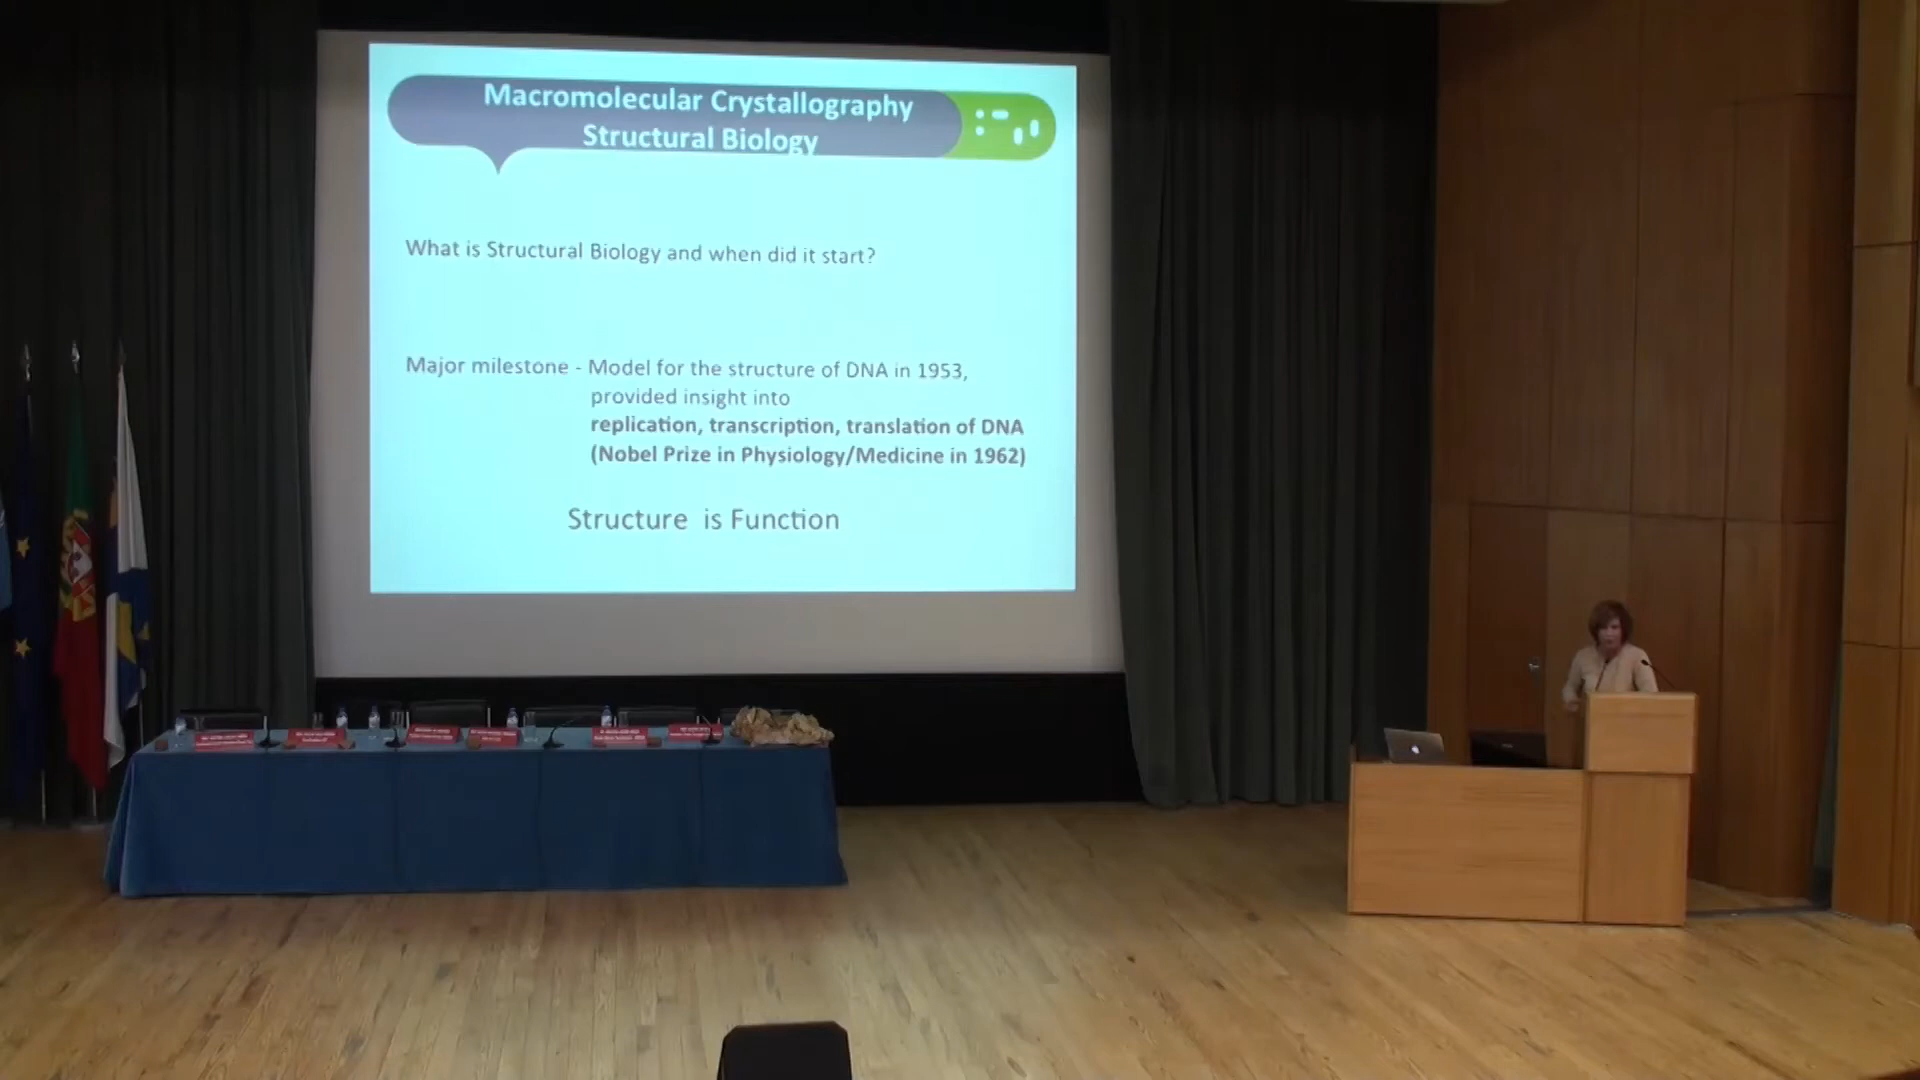 Macromolecular Crystallography
Structural Biology
What is Structural Biology and when did it start?
Major milestone - Model for the structure of DNA in 1953,
provided insight into
replication, transcription, translation of DNA
(Nobel Prize in Physiology/Medicine in 1962)
Structure is Function